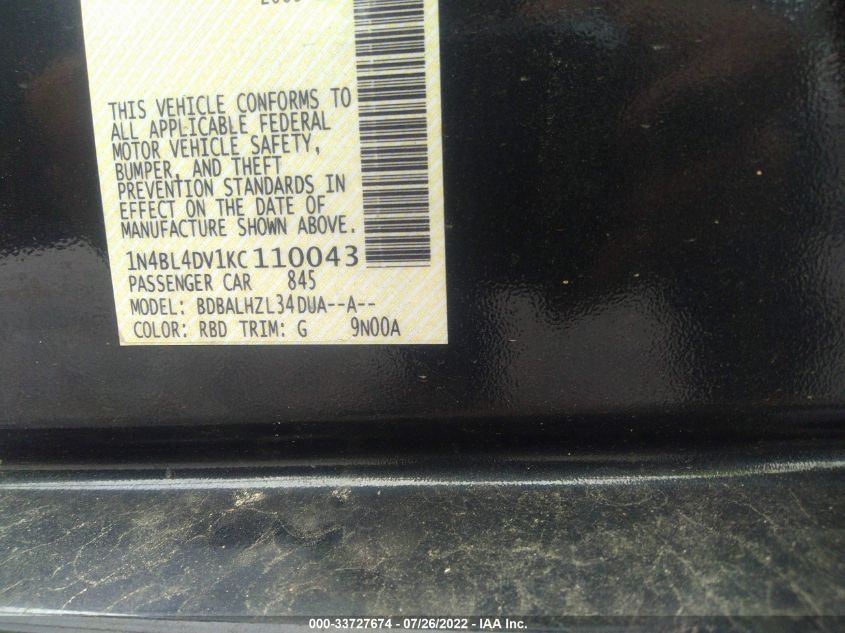 THIS VEHICLE CONFORMS TO
ALL APPLICABLE FEDERAL
MOTOR VEHICLE SAFETY,
BUMPER, AND THEFT
PREVENTION STANDARDS IN
EFFECT ON THE DATE OF
MANUFACTURE SHOWN ABOVE.
1N4BL4DV1KC110043
PASSENGER CAR 845
MODEL: BDBALHZL34DUA--A--
COLOR: RBD TRIM: G 9N00A
000-33727674 / 07/26/2022 - IAA Inc.